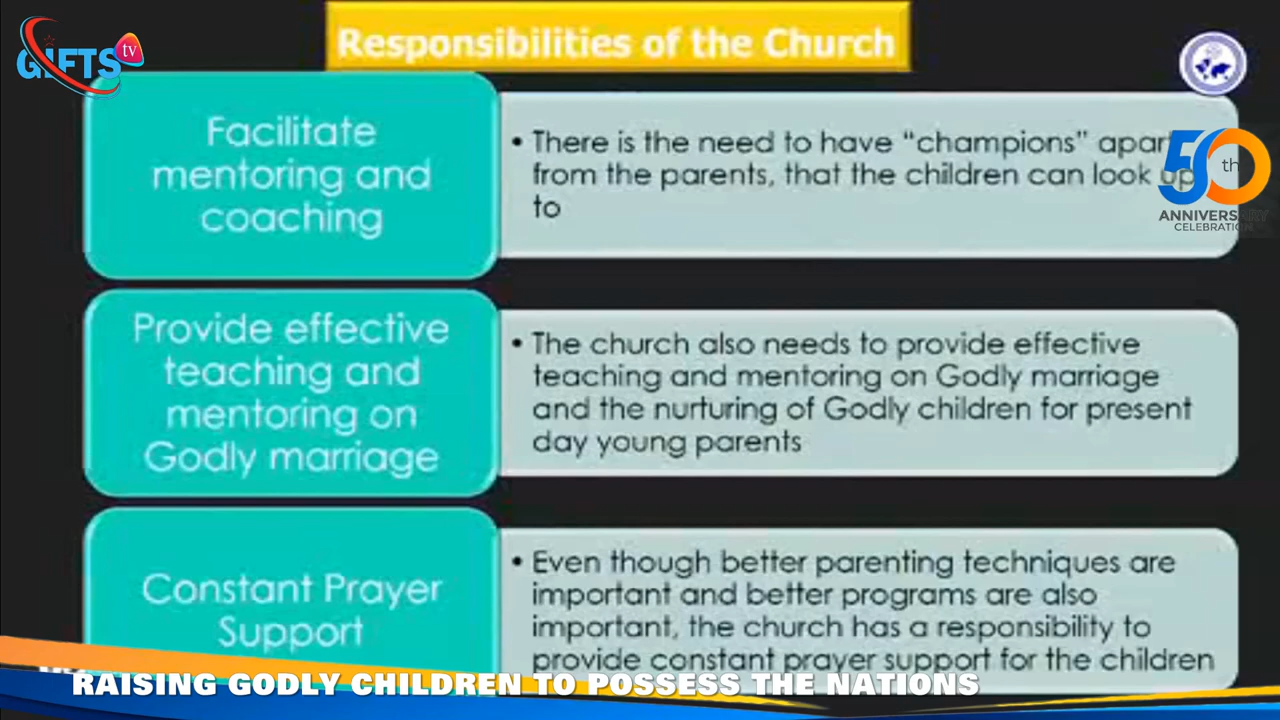 GIFTS tv
Responsibilities of the Church
Facilitate
mentoring and
coaching
• There is the need to have “champions” apart
from the parents, that the children can look up
to
50th
ANNIVERSARY
CELEBRATION
Provide effective
teaching and
mentoring on
Godly marriage
• The church also needs to provide effective
teaching and mentoring on Godly marriage
and the nurturing of Godly children for present
day young parents
Constant Prayer
Support
• Even though better parenting techniques are
important and better programs are also
important, the church has a responsibility to
provide constant prayer support for the children
RAISING GODLY CHILDREN TO POSSESS THE NATIONS